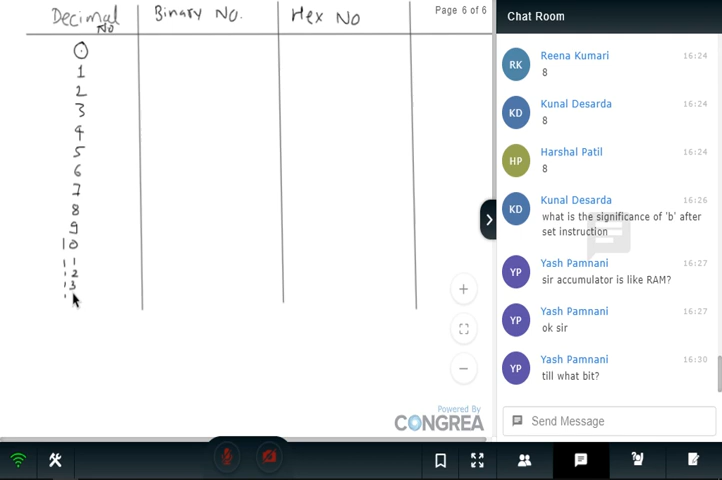 Decimal No
Binary No.
Hex No
Page 6 of 6
0
1
2
3
4
5
6
7
8
9
10
11
12
13
1
Powered By
CONGREA
Chat Room
RK
Reena Kumari
16:24
8
KD
Kunal Desarda
16:24
8
HP
Harshal Patil
16:24
8
KD
Kunal Desarda
16:26
what is the significance of 'b' after
set instruction
YP
Yash Pamnani
16:27
sir accumulator is like RAM?
YP
Yash Pamnani
16:27
ok sir
YP
Yash Pamnani
16:30
till what bit?
Send Message